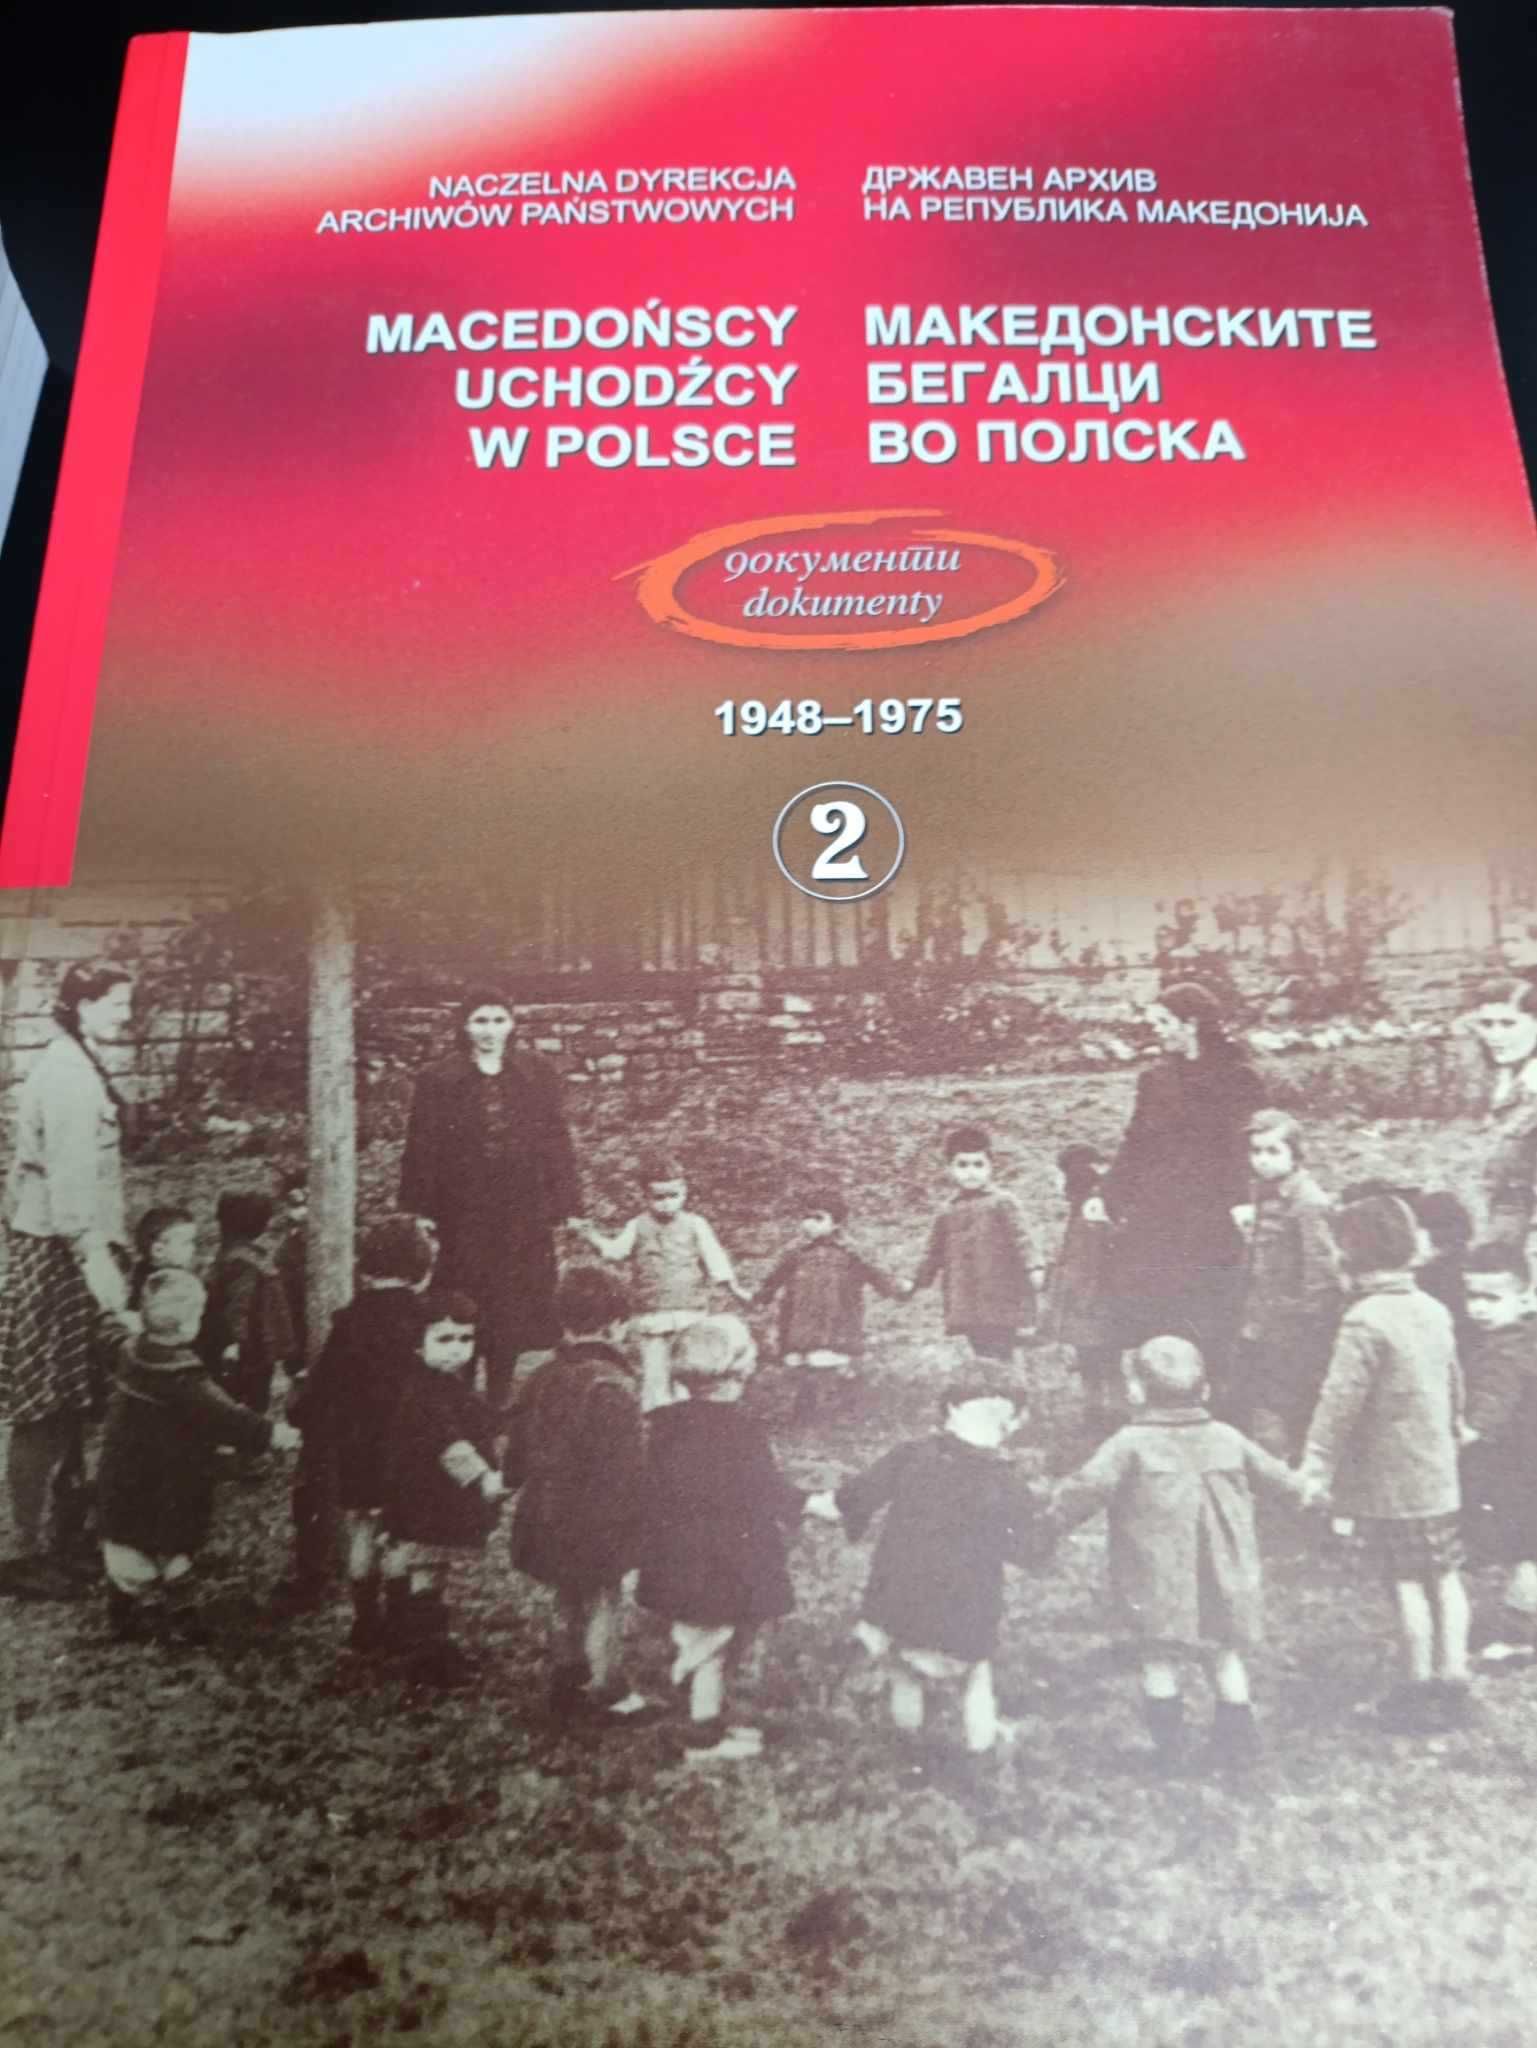 NACZELNA DYREKCJA
ARCHIWÓW PAŃSTWOWYCH
ДРЖАВЕН АРХИВ
НА РЕПУБЛИКА МАКЕДОНИЈА
MACEDOŃSCY
UCHODŹCY
W POLSCE
МАКЕДОНСКИТЕ
БЕГАЛЦИ
ВО ПОЛСКА
документи
dokumenty
1948–1975
2